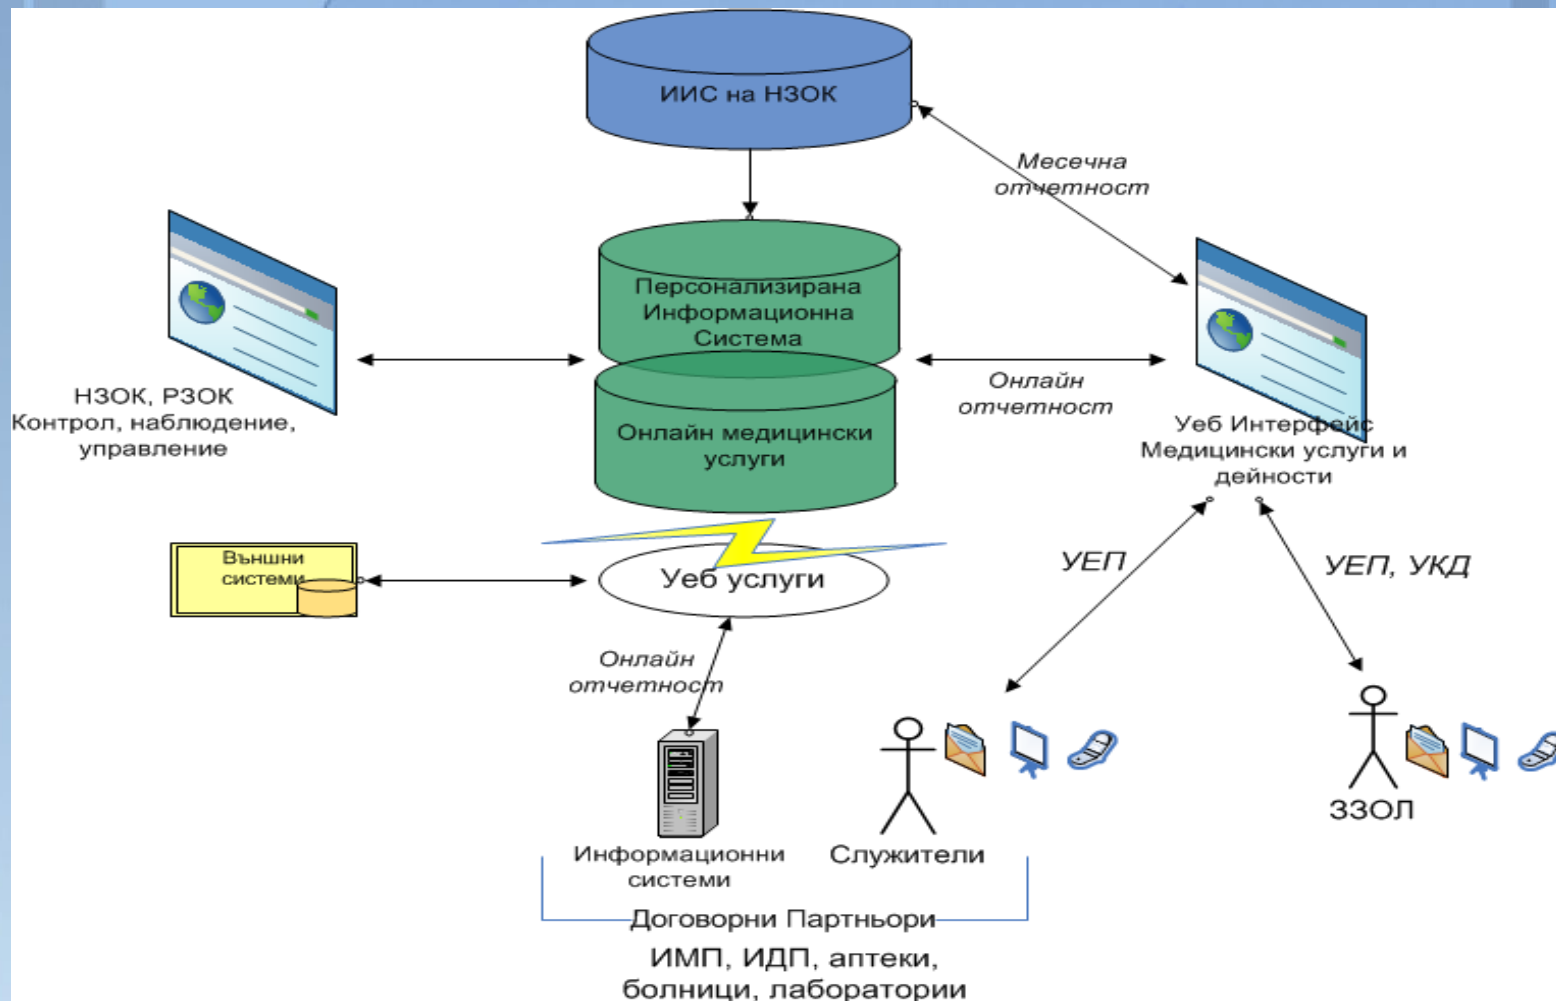 ИИС на НЗОК
Месечна
отчетност
Персонализирана
Информационна
Система
Онлайн
отчетност
НЗОК, РЗОК
Контрол, наблюдение,
управление
Онлайн медицински
услуги
Уеб Интерфейс
Медицински услуги и
дейности
Външни
системи
Уеб услуги
УЕП
УЕП, УКД
Онлайн
отчетност
ЗЗОЛ
Информационни
системи
Служители
Договорни Партньори
ИМП, ИДП, аптеки,
болници, лаборатории